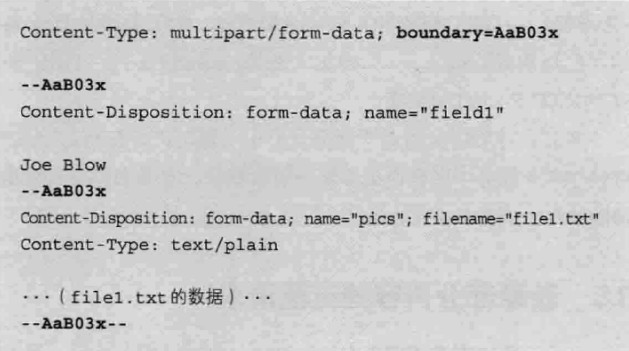 Content-Type: multipart/form-data; boundary=AaB03x
--AaB03x
Content-Disposition: form-data; name="field1"
Joe Blow
--AaB03x
Content-Disposition: form-data; name="pics"; filename="file1.txt"
Content-Type: text/plain
···（file1.txt的数据）···
--AaB03x--